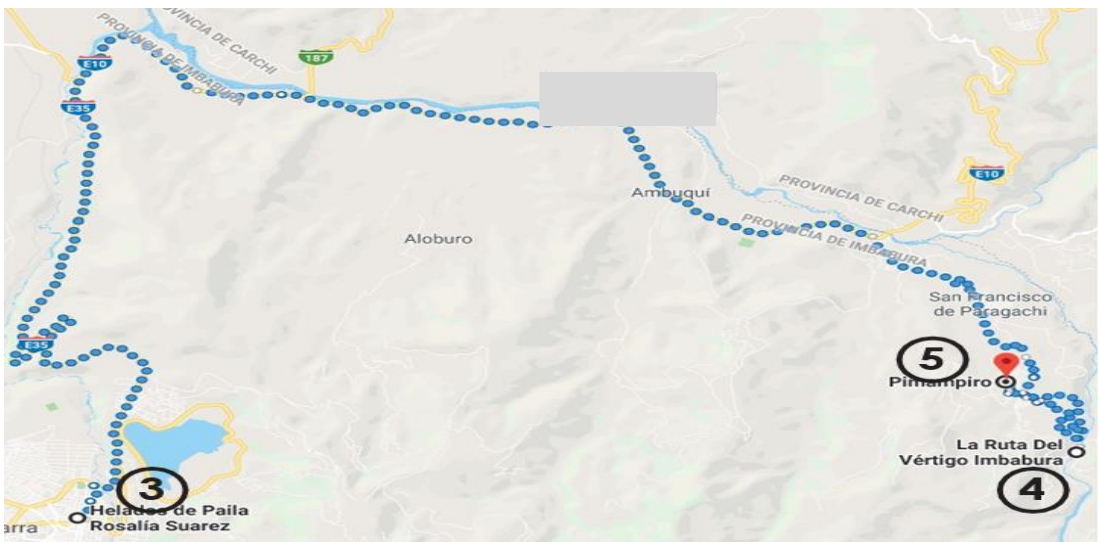 PROVINCIA DE CARCHI
PROVINCIA DE IMBABURA
187
E10
E35
Ambuquí
E10
PROVINCIA DE CARCHI
PROVINCIA DE IMBABURA
Aloburo
San Francisco
de Paragachi
E35
5
Pimampiro
La Ruta Del
Vértigo Imbabura
3
4
Helados de Paila
Rosalía Suarez
arra